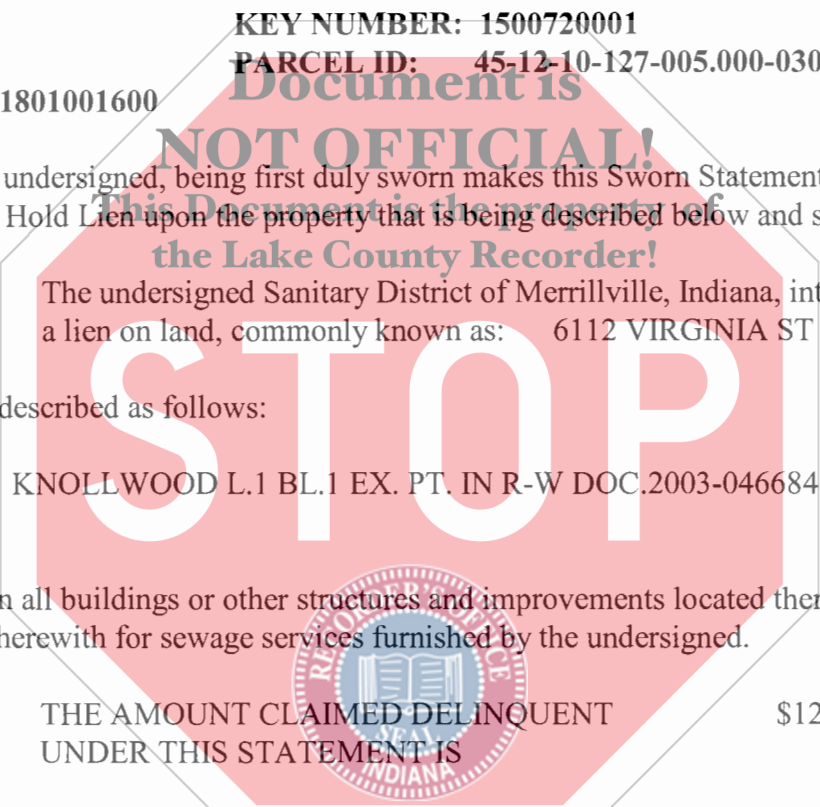 KEY NUMBER: 1500720001
PARCEL ID: 45-12-10-127-005.000-030
Document is
1801001600
NOT OFFICIAL!
undersigned, being first duly sworn makes this Sworn Statement
This Document is the property of
Hold Lien upon the property that is being described below and s
the Lake County Recorder!
The undersigned Sanitary District of Merrillville, Indiana, int
a lien on land, commonly known as: 6112 VIRGINIA ST
STOP
described as follows:
KNOLLWOOD L.1 BL.1 EX. PT. IN R-W DOC.2003-046684
n all buildings or other structures and improvements located ther
herewith for sewage services furnished by the undersigned.
RECORDER'S OFFICE
THE AMOUNT CLAIMED DELINQUENT $12
SEAL
UNDER THIS STATEMENT IS
INDIANA